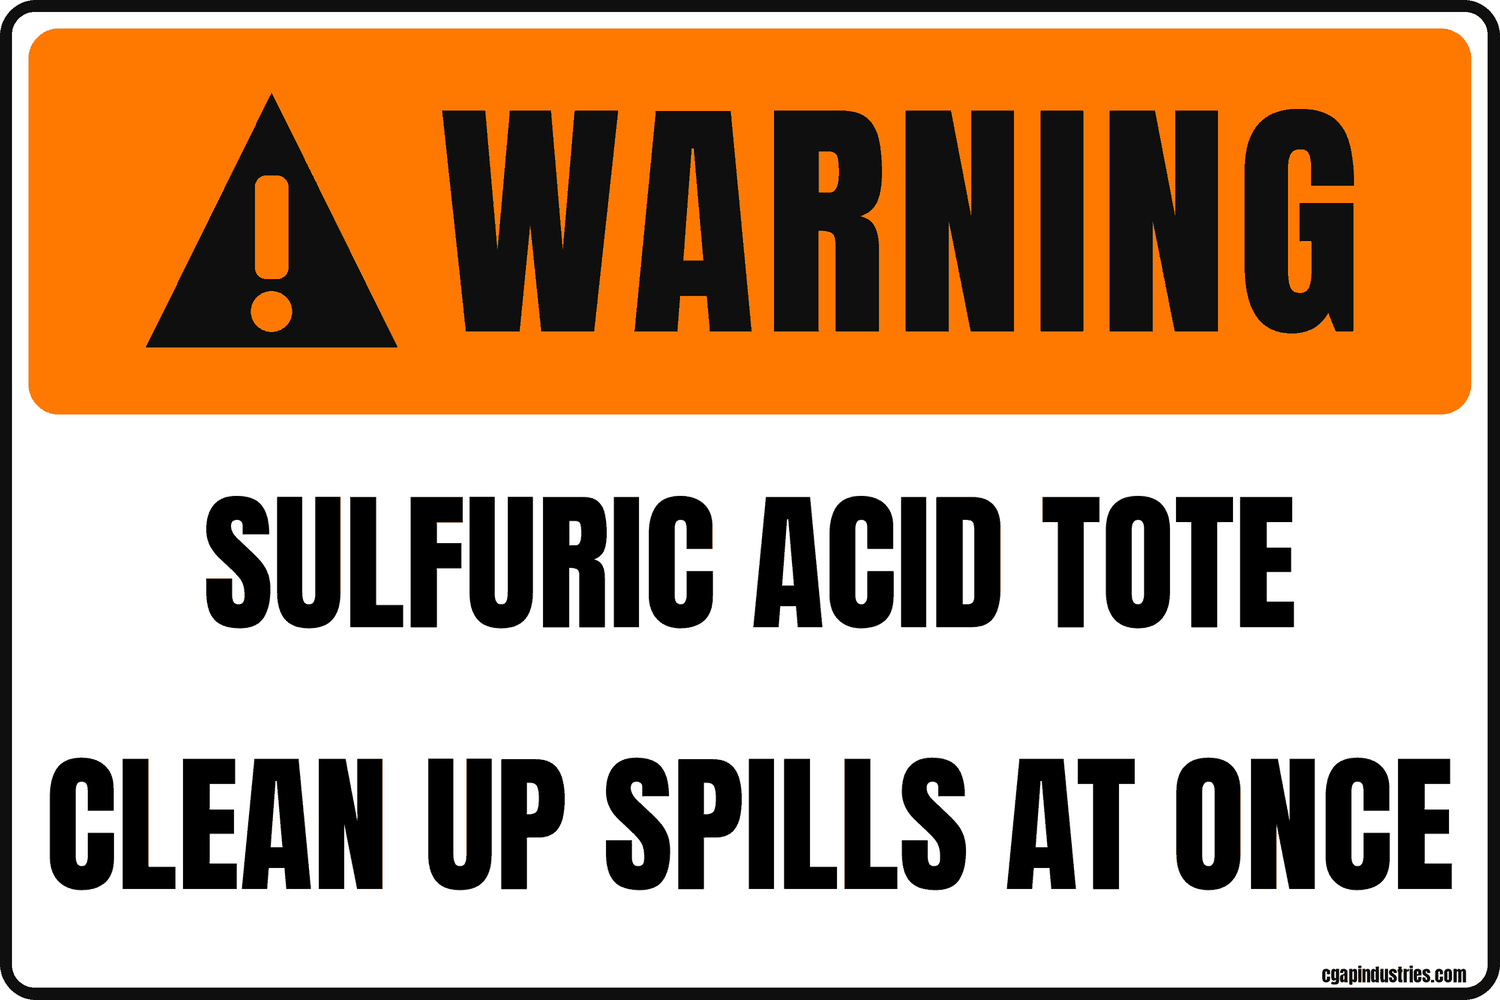 WARNING
SULFURIC ACID TOTE
CLEAN UP SPILLS AT ONCE
cgapindustries.com